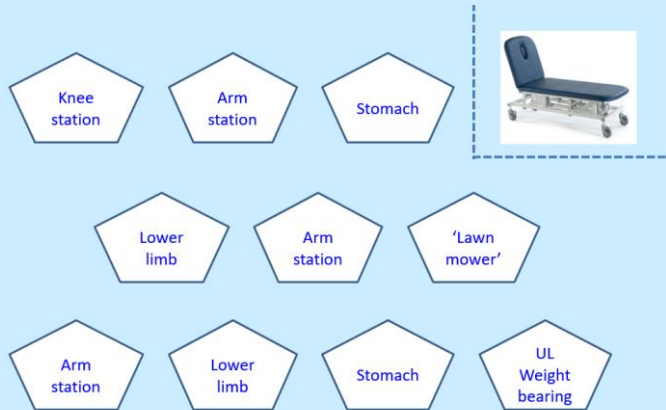 Knee
station
Arm
station
Stomach
Lower
limb
Arm
station
‘Lawn
mower’
Arm
station
Lower
limb
Stomach
UL
Weight
bearing